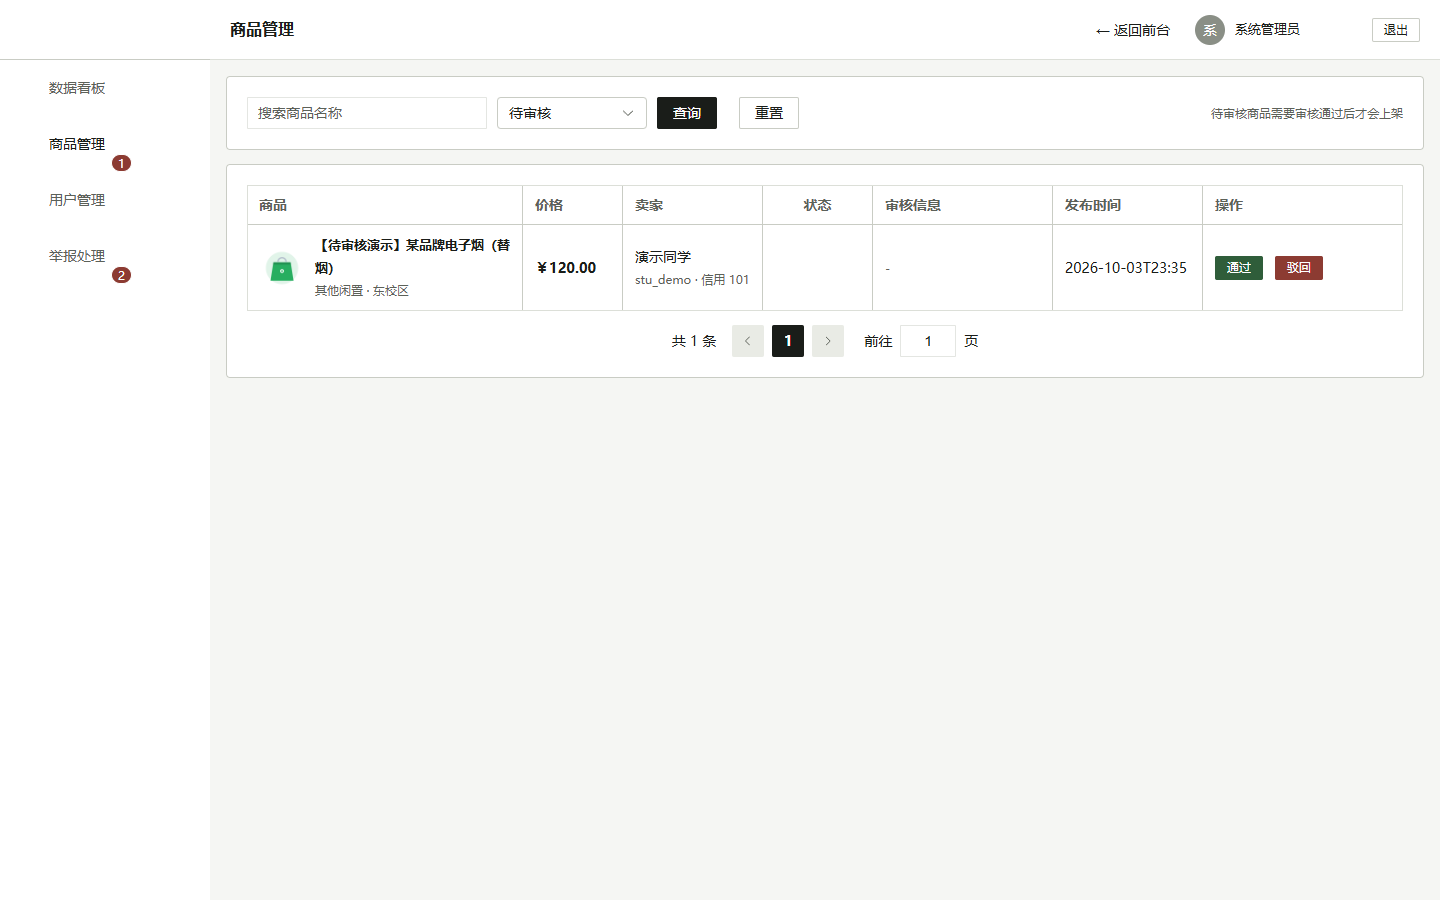 商品管理
← 返回前台
系
系统管理员
退出
数据看板
商品管理
1
用户管理
举报处理
2
搜索商品名称
待审核
查询
重置
待审核商品需要审核通过后才会上架
商品
价格
卖家
状态
审核信息
发布时间
操作
【待审核演示】某品牌电子烟（替
烟）
其他闲置 · 东校区
¥120.00
演示同学
stu_demo · 信用 101
-
2026-10-03T23:35
通过
驳回
共 1 条
1
前往
1
页